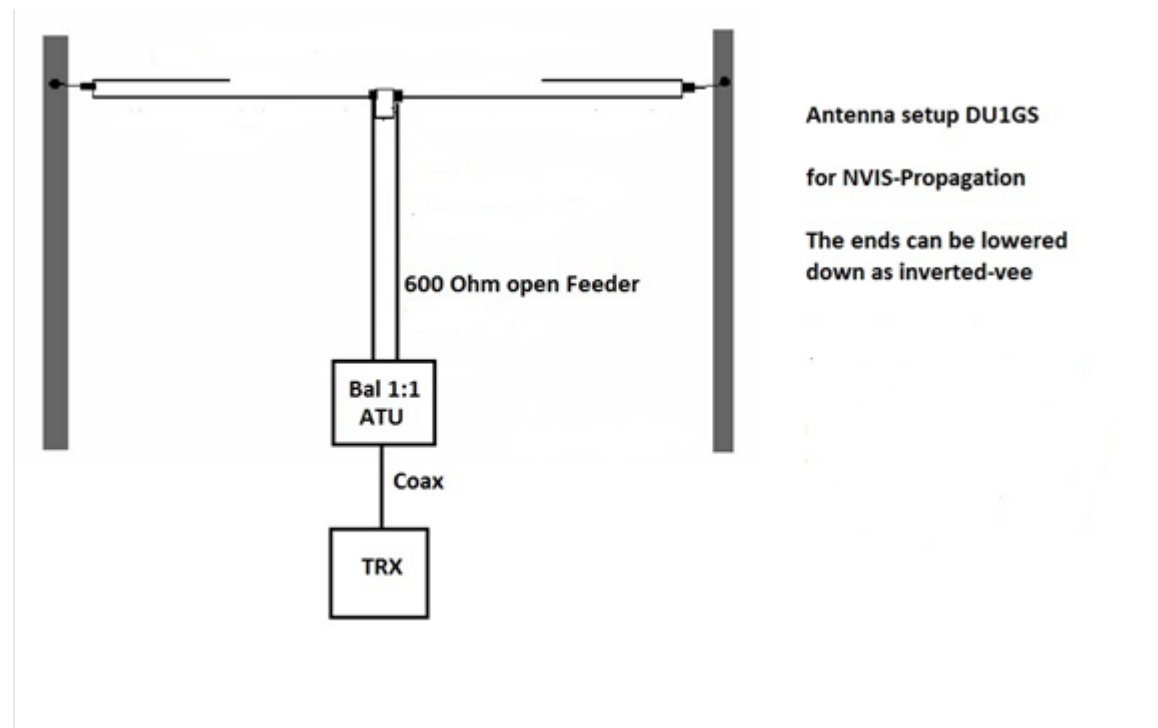 Antenna setup DU1GS
for NVIS-Propagation
The ends can be lowered
down as inverted-vee
600 Ohm open Feeder
Bal 1:1
ATU
Coax
TRX